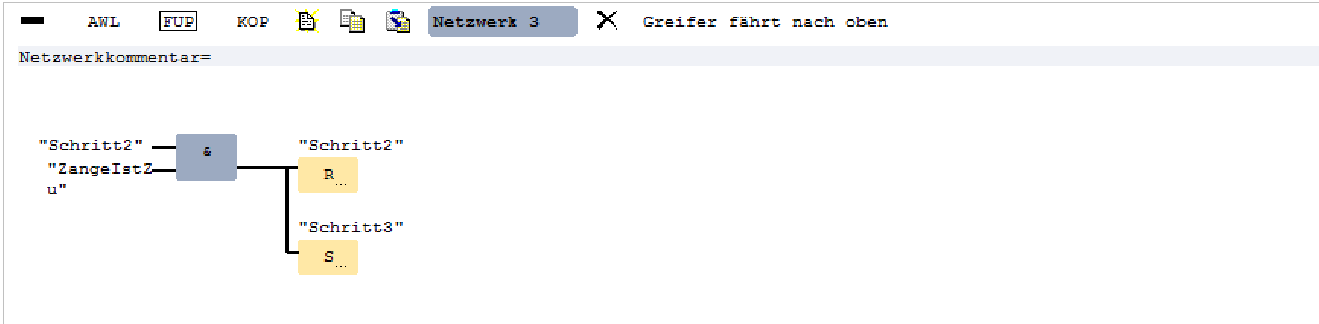 AWL FUP KOP Netzwerk 3 Greifer fährt nach oben
Netzwerkkommentar=
"Schritt2" & "Schritt2"
"ZangeIstZ
u"
R...
"Schritt3"
S...